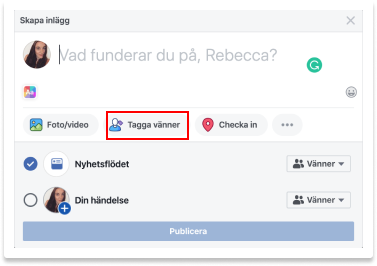 Skapa inlägg
Vad funderar du på, Rebecca?
Foto/video Tagga vänner Checka in
Nyhetsflödet Vänner
Din händelse Vänner
Publicera